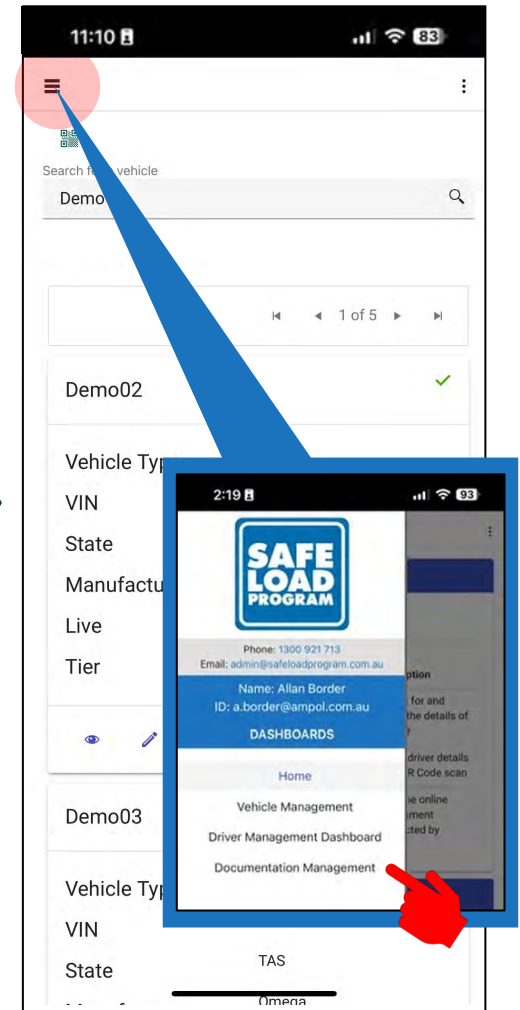 11:10
83
Search for a vehicle
Demo
1 of 5
Demo02
Vehicle Typ
VIN
State
Manufactu
Live
Tier
2:19
93
SAFE
LOAD
PROGRAM
Phone: 1300 921 713
Email: admin@safeloadprogram.com.au
Name: Allan Border
ID: a.border@ampol.com.au
DASHBOARDS
Home
Vehicle Management
Driver Management Dashboard
Documentation Management
ption
for and
the details of
driver details
R Code scan
ne online
ment
cted by
Demo03
Vehicle Typ
VIN
State
TAS
Omega